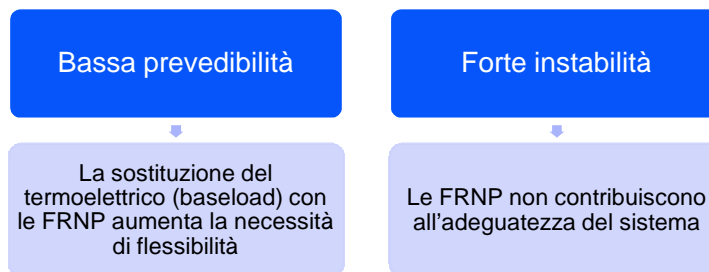 Bassa prevedibilità
Forte instabilità
La sostituzione del
termoelettrico (baseload) con
le FRNP aumenta la necessità
di flessibilità
Le FRNP non contribuiscono
all'adeguatezza del sistema